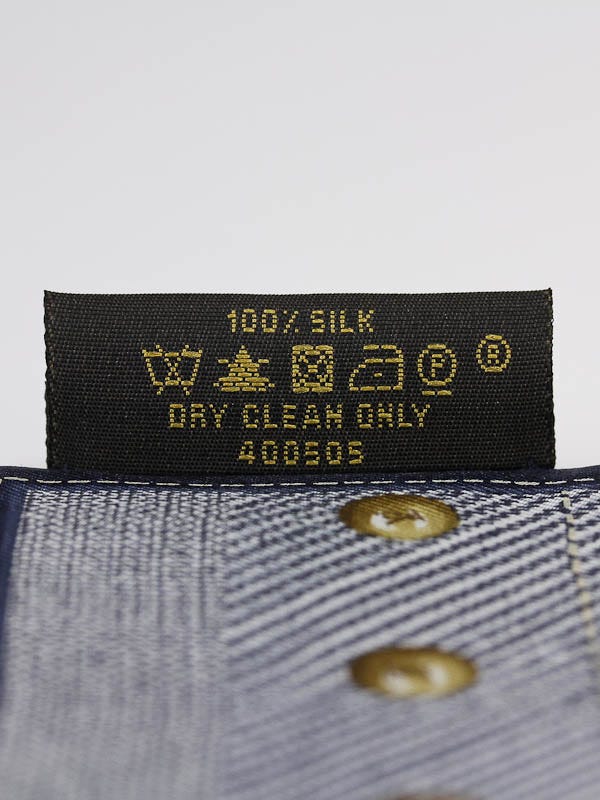 100% SILK
P ®
DRY CLEAN ONLY
400505